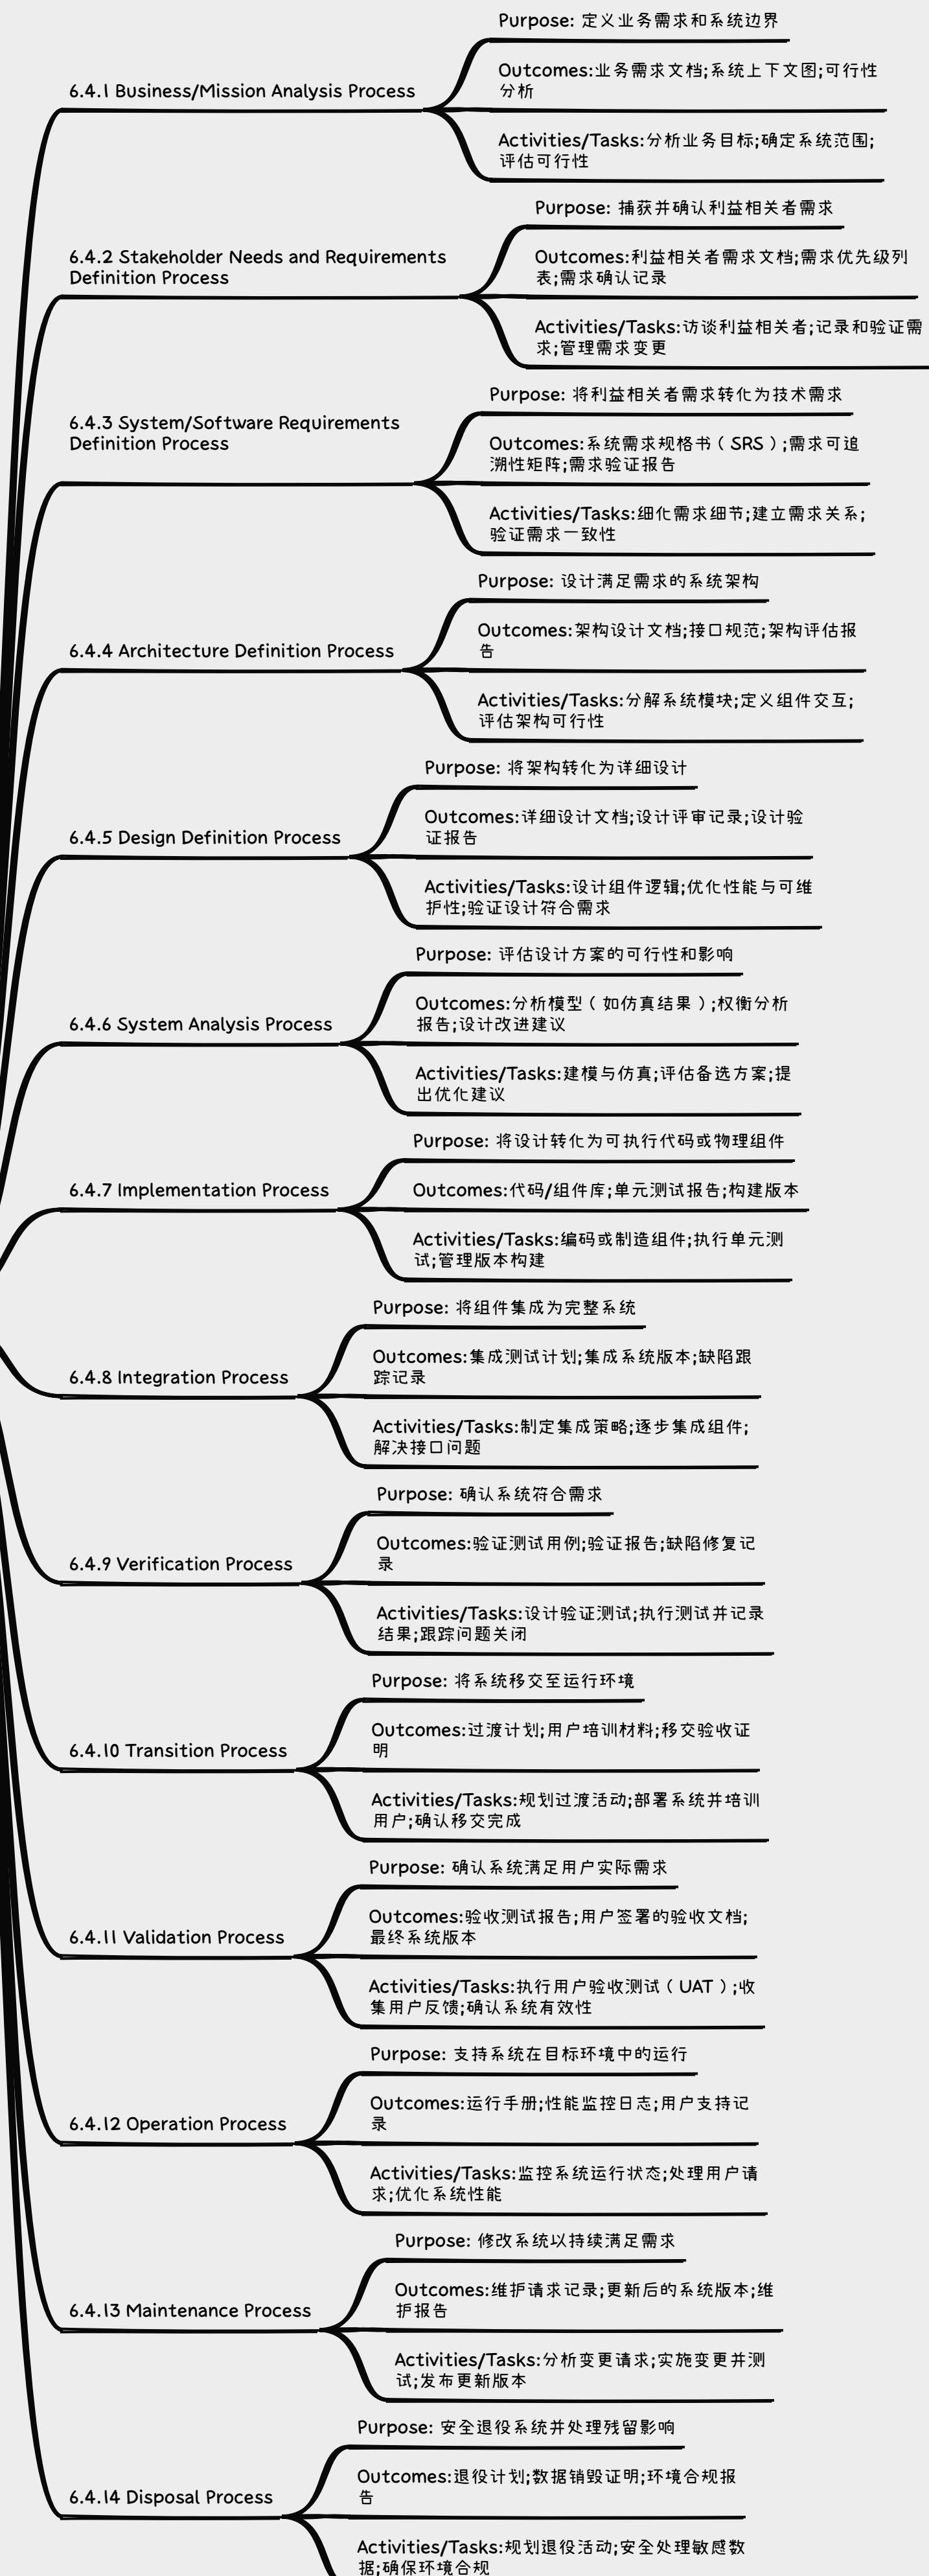 Purpose: 定义业务需求和系统边界
6.4.1 Business/Mission Analysis Process
Outcomes:业务需求文档;系统上下文图;可行性
分析
Activities/Tasks:分析业务目标;确定系统范围;
评估可行性
Purpose: 捕获并确认利益相关者需求
6.4.2 Stakeholder Needs and Requirements
Definition Process
Outcomes:利益相关者需求文档;需求优先级列
表;需求确认记录
Activities/Tasks:访谈利益相关者;记录和验证需
求;管理需求变更
Purpose: 将利益相关者需求转化为技术需求
6.4.3 System/Software Requirements
Definition Process
Outcomes:系统需求规格书（SRS）;需求可追
溯性矩阵;需求验证报告
Activities/Tasks:细化需求细节;建立需求关系;
验证需求一致性
Purpose: 设计满足需求的系统架构
6.4.4 Architecture Definition Process
Outcomes:架构设计文档;接口规范;架构评估报
告
Activities/Tasks:分解系统模块;定义组件交互;
评估架构可行性
Purpose: 将架构转化为详细设计
6.4.5 Design Definition Process
Outcomes:详细设计文档;设计评审记录;设计验
证报告
Activities/Tasks:设计组件逻辑;优化性能与可维
护性;验证设计符合需求
Purpose: 评估设计方案的可行性和影响
6.4.6 System Analysis Process
Outcomes:分析模型（如仿真结果）;权衡分析
报告;设计改进建议
Activities/Tasks:建模与仿真;评估备选方案;提
出优化建议
Purpose: 将设计转化为可执行代码或物理组件
6.4.7 Implementation Process
Outcomes:代码/组件库;单元测试报告;构建版本
Activities/Tasks:编码或制造组件;执行单元测
试;管理版本构建
Purpose: 将组件集成为完整系统
6.4.8 Integration Process
Outcomes:集成测试计划;集成系统版本;缺陷跟
踪记录
Activities/Tasks:制定集成策略;逐步集成组件;
解决接口问题
Purpose: 确认系统符合需求
6.4.9 Verification Process
Outcomes:验证测试用例;验证报告;缺陷修复记
录
Activities/Tasks:设计验证测试;执行测试并记录
结果;跟踪问题关闭
Purpose: 将系统移交至运行环境
6.4.10 Transition Process
Outcomes:过渡计划;用户培训材料;移交验收证
明
Activities/Tasks:规划过渡活动;部署系统并培训
用户;确认移交完成
Purpose: 确认系统满足用户实际需求
6.4.11 Validation Process
Outcomes:验收测试报告;用户签署的验收文档;
最终系统版本
Activities/Tasks:执行用户验收测试（UAT）;收
集用户反馈;确认系统有效性
Purpose: 支持系统在目标环境中的运行
6.4.12 Operation Process
Outcomes:运行手册;性能监控日志;用户支持记
录
Activities/Tasks:监控系统运行状态;处理用户请
求;优化系统性能
Purpose: 修改系统以持续满足需求
6.4.13 Maintenance Process
Outcomes:维护请求记录;更新后的系统版本;维
护报告
Activities/Tasks:分析变更请求;实施变更并测
试;发布更新版本
Purpose: 安全退役系统并处理残留影响
6.4.14 Disposal Process
Outcomes:退役计划;数据销毁证明;环境合规报
告
Activities/Tasks:规划退役活动;安全处理敏感数
据;确保环境合规